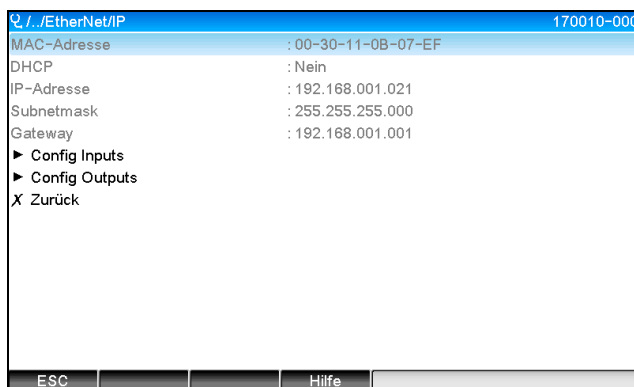 /../EtherNet/IP 170010-000
MAC-Adresse : 00-30-11-0B-07-EF
DHCP : Nein
IP-Adresse : 192.168.001.021
Subnetmask : 255.255.255.000
Gateway : 192.168.001.001
► Config Inputs
► Config Outputs
X Zurück
ESC Hilfe